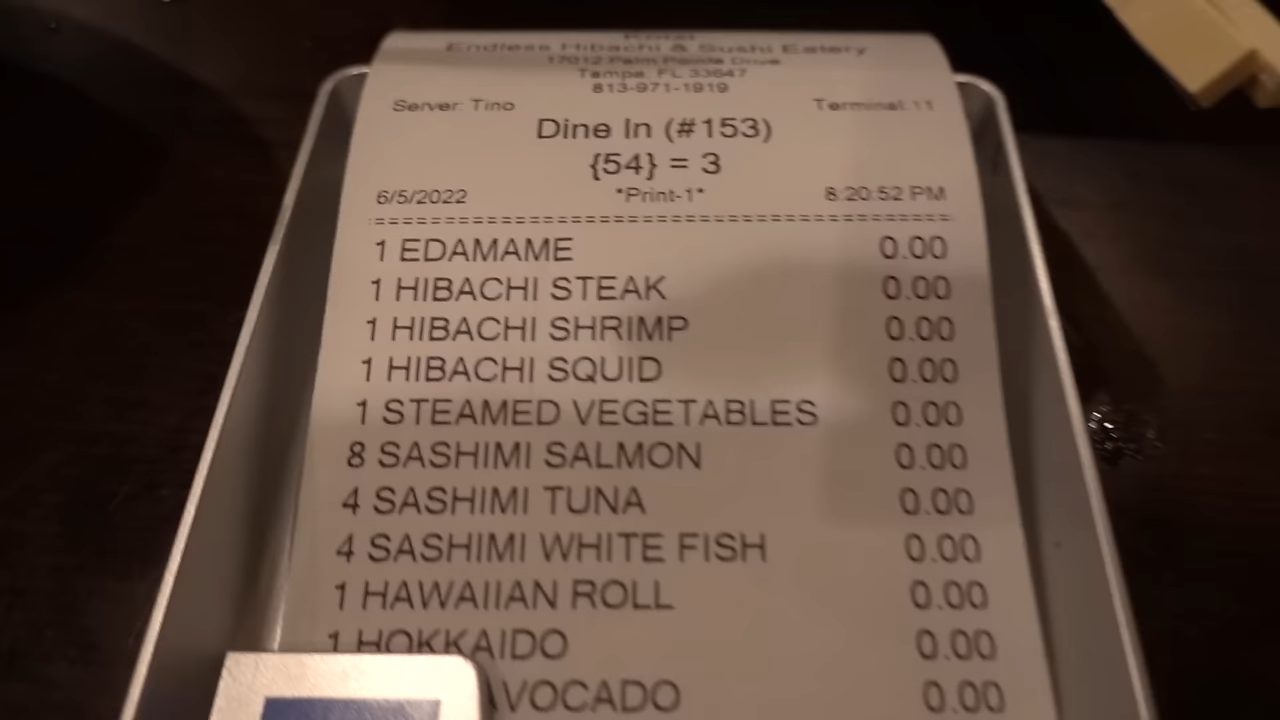 Endless Hibachi & Sushi Eatery
17012 Palm Pointe Drive
Tampa, FL 33647
813-971-1919
Server: Tino Terminal: 11
Dine In (#153)
{54} = 3
6/5/2022 *Print-1* 8:20:52 PM
1 EDAMAME 0.00
1 HIBACHI STEAK 0.00
1 HIBACHI SHRIMP 0.00
1 HIBACHI SQUID 0.00
1 STEAMED VEGETABLES 0.00
8 SASHIMI SALMON 0.00
4 SASHIMI TUNA 0.00
4 SASHIMI WHITE FISH 0.00
1 HAWAIIAN ROLL 0.00
1 HOKKAIDO 0.00
AVOCADO 0.00